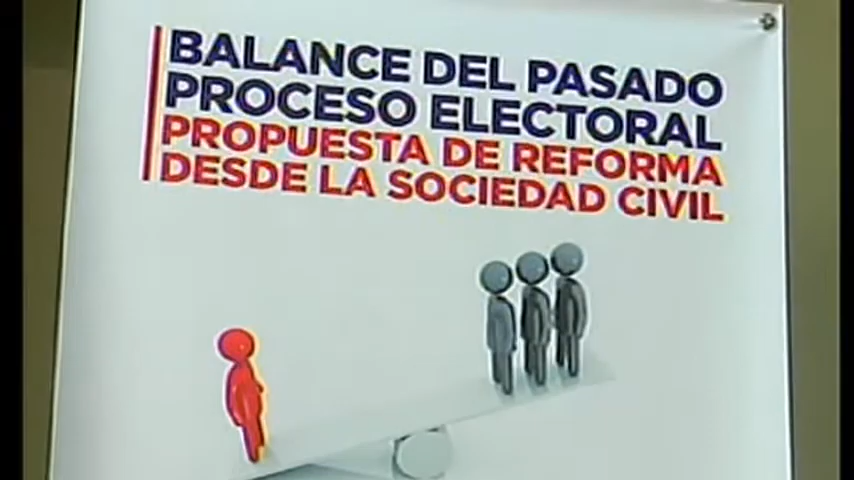 BALANCE DEL PASADO
PROCESO ELECTORAL
PROPUESTA DE REFORMA
DESDE LA SOCIEDAD CIVIL